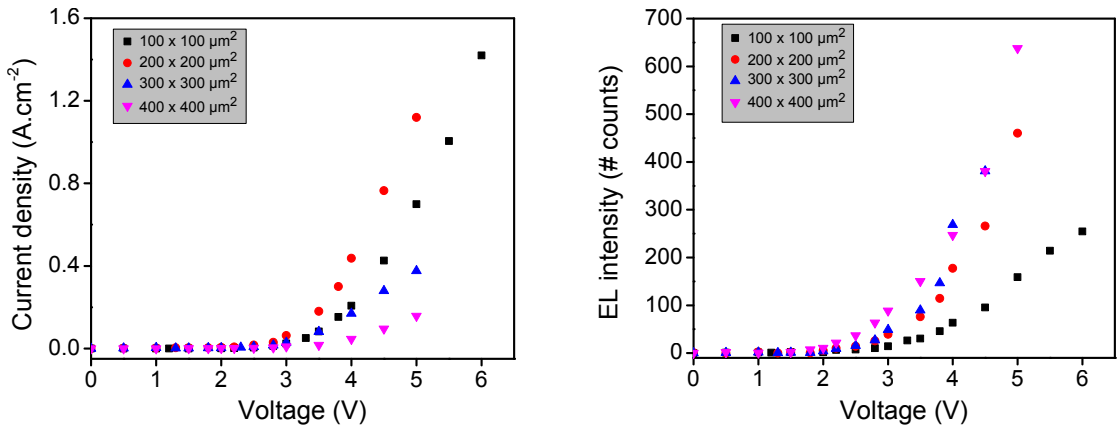 Current density (A.cm⁻²)
1.6
1.2
0.8
0.4
0.0
100 x 100 µm²
200 x 200 µm²
300 x 300 µm²
400 x 400 µm²
0 1 2 3 4 5 6
Voltage (V)
EL intensity (# counts)
700
600
500
400
300
200
100
0
100 x 100 µm²
200 x 200 µm²
300 x 300 µm²
400 x 400 µm²
0 1 2 3 4 5 6
Voltage (V)